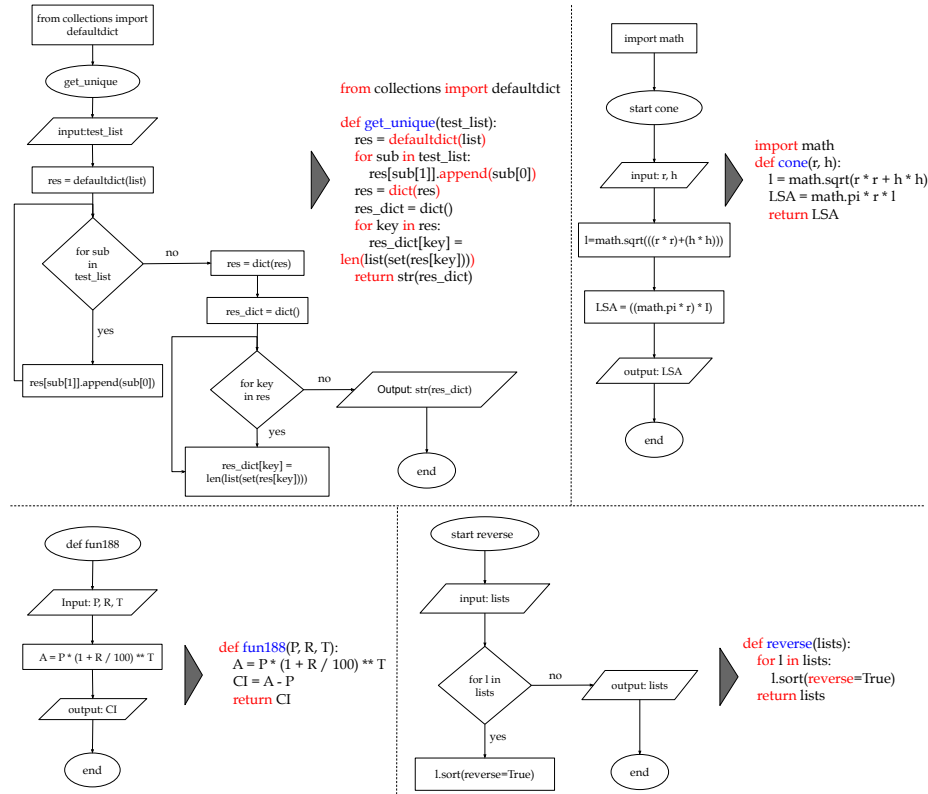 from collections import
defaultdict
get_unique
input:test_list
res = defaultdict(list)
for sub
in
test_list
no
yes
res[sub[1]].append(sub[0])
res = dict(res)
res_dict = dict()
for key
in res
no
yes
res_dict[key] =
len(list(set(res[key])))
Output: str(res_dict)
end
from collections import defaultdict
def get_unique(test_list):
res = defaultdict(list)
for sub in test_list:
res[sub[1]].append(sub[0])
res = dict(res)
res_dict = dict()
for key in res:
res_dict[key] =
len(list(set(res[key])))
return str(res_dict)
import math
start cone
input: r, h
l=math.sqrt(((r * r)+(h * h)))
LSA = ((math.pi * r) * l)
output: LSA
end
import math
def cone(r, h):
l = math.sqrt(r * r + h * h)
LSA = math.pi * r * l
return LSA
def fun188
Input: P, R, T
A = P * (1 + R / 100) ** T
output: CI
end
def fun188(P, R, T):
A = P * (1 + R / 100) ** T
CI = A - P
return CI
start reverse
input: lists
for l in
lists
no
yes
l.sort(reverse=True)
output: lists
end
def reverse(lists):
for l in lists:
l.sort(reverse=True)
return lists